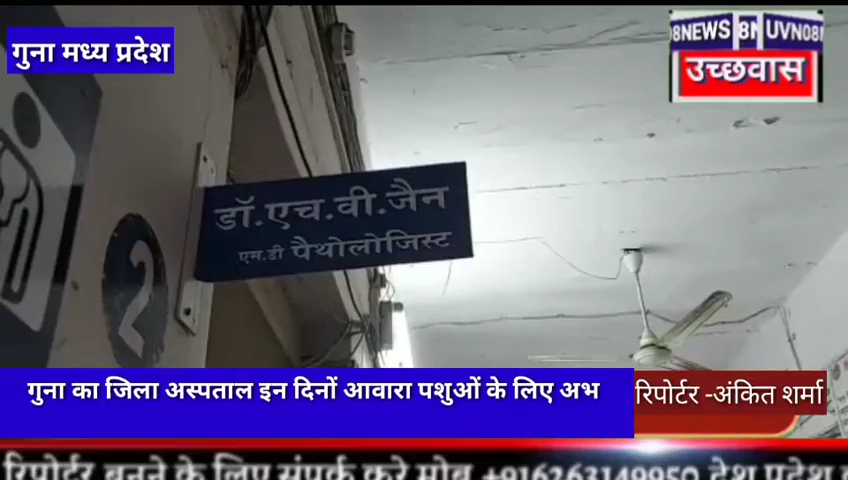 गुना मध्य प्रदेश
8NEWS 8N UVN08
उच्छवास
डॉ.एच.वी.जैन
एम.डी पैथोलोजिस्ट
2
गुना का जिला अस्पताल इन दिनों आवारा पशुओं के लिए अभ
रिपोर्टर -अंकित शर्मा
रिपोर्टर बनने के लिए संपर्क करे मोब +916263149950 देश प्रदेश